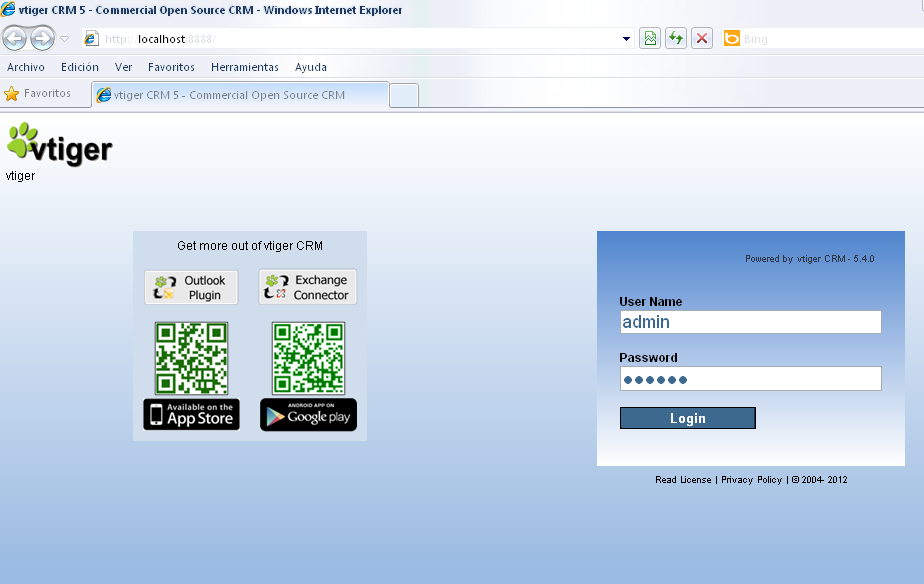 vtiger CRM 5 - Commercial Open Source CRM - Windows Internet Explorer
http://localhost:8888/
Bing
Archivo Edición Ver Favoritos Herramientas Ayuda
Favoritos
vtiger CRM 5 - Commercial Open Source CRM
vtiger
vtiger
Get more out of vtiger CRM
Outlook
Plugin
Exchange
Connector
Available on the
App Store
ANDROID APP ON
Google play
Powered by vtiger CRM - 5.4.0
User Name
admin
Password
Login
Read License | Privacy Policy | © 2004- 2012